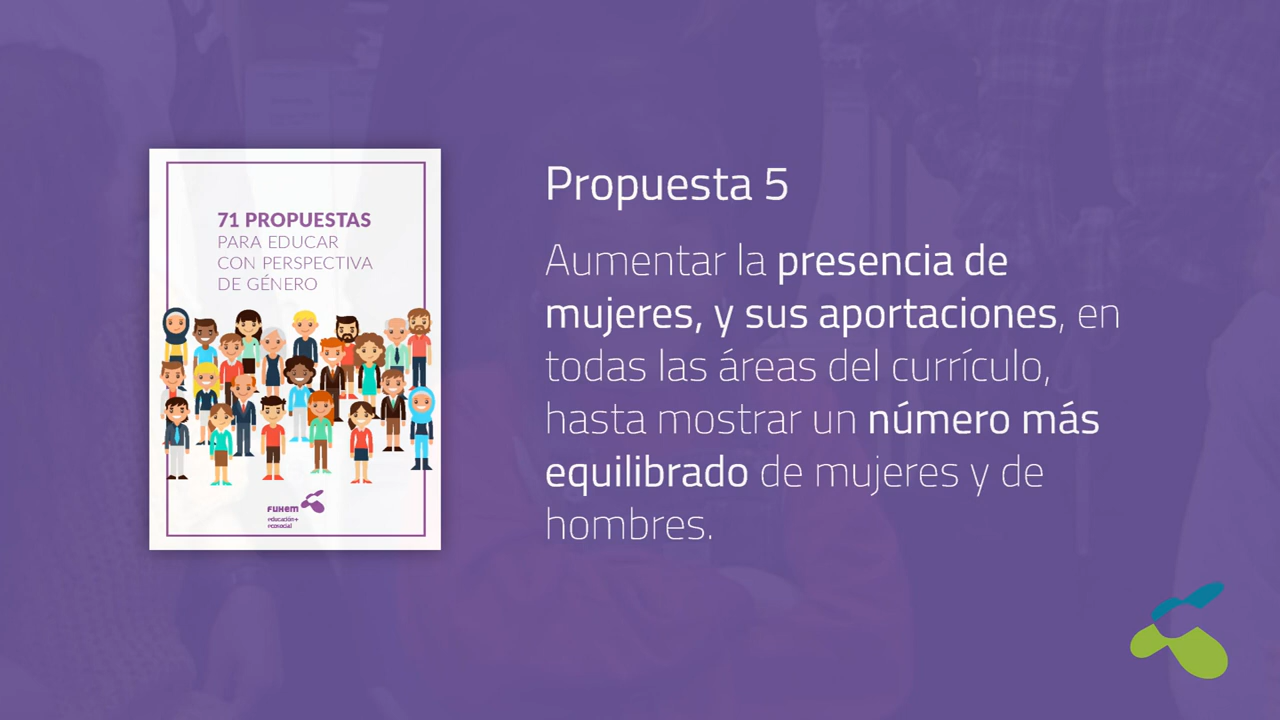 71 PROPUESTAS
PARA EDUCAR
CON PERSPECTIVA
DE GÉNERO
FUHEM
educación+
ecosocial
Propuesta 5
Aumentar la presencia de
mujeres, y sus aportaciones, en
todas las áreas del currículo,
hasta mostrar un número más
equilibrado de mujeres y de
hombres.